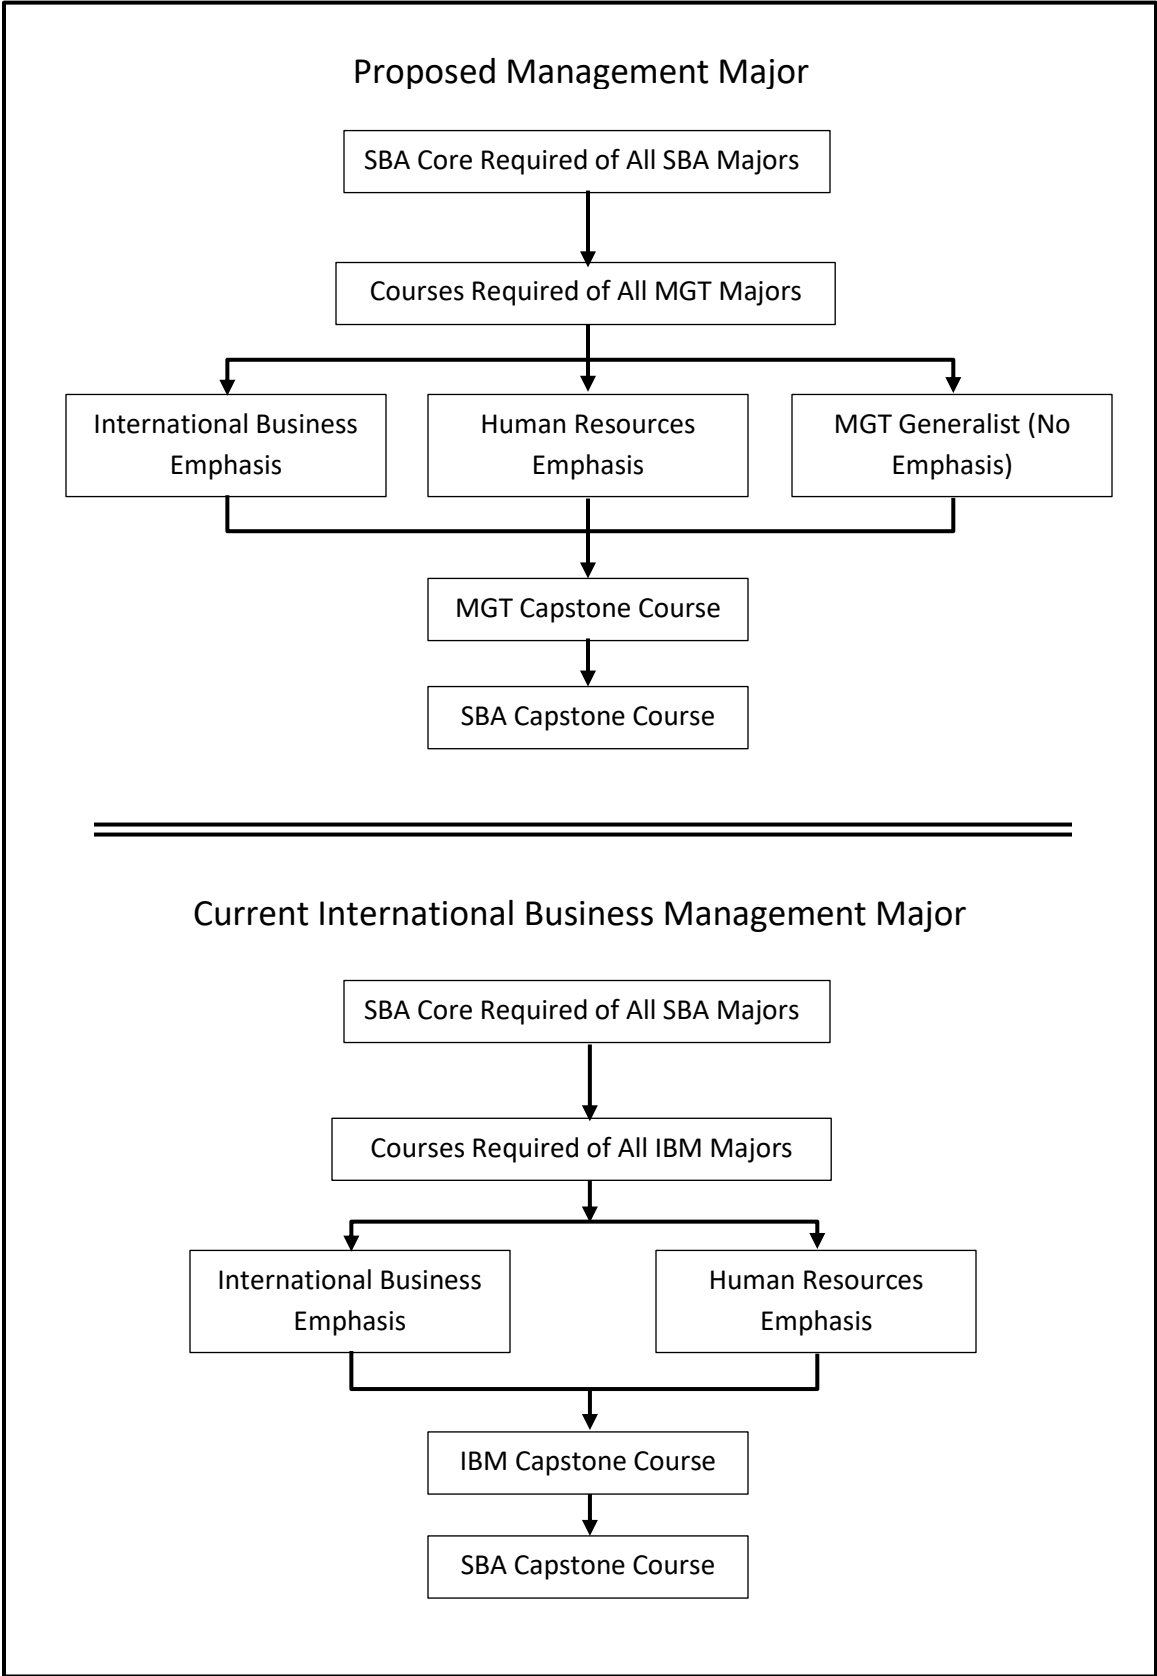 Proposed Management Major
SBA Core Required of All SBA Majors
Courses Required of All MGT Majors
International Business
Emphasis
Human Resources
Emphasis
MGT Generalist (No
Emphasis)
MGT Capstone Course
SBA Capstone Course
Current International Business Management Major
SBA Core Required of All SBA Majors
Courses Required of All IBM Majors
International Business
Emphasis
Human Resources
Emphasis
IBM Capstone Course
SBA Capstone Course